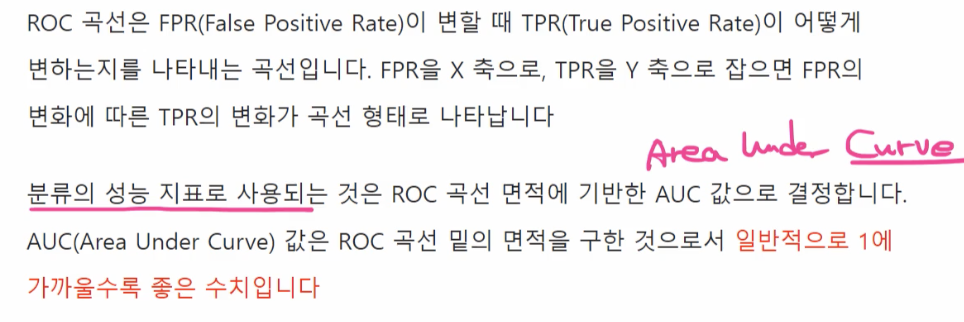 ROC 곡선은 FPR(False Positive Rate)이 변할 때 TPR(True Positive Rate)이 어떻게
변하는지를 나타내는 곡선입니다. FPR을 X 축으로, TPR을 Y 축으로 잡으면 FPR의
변화에 따른 TPR의 변화가 곡선 형태로 나타납니다
Area Under Curve
분류의 성능 지표로 사용되는 것은 ROC 곡선 면적에 기반한 AUC 값으로 결정합니다.
AUC(Area Under Curve) 값은 ROC 곡선 밑의 면적을 구한 것으로서 일반적으로 1에
가까울수록 좋은 수치입니다